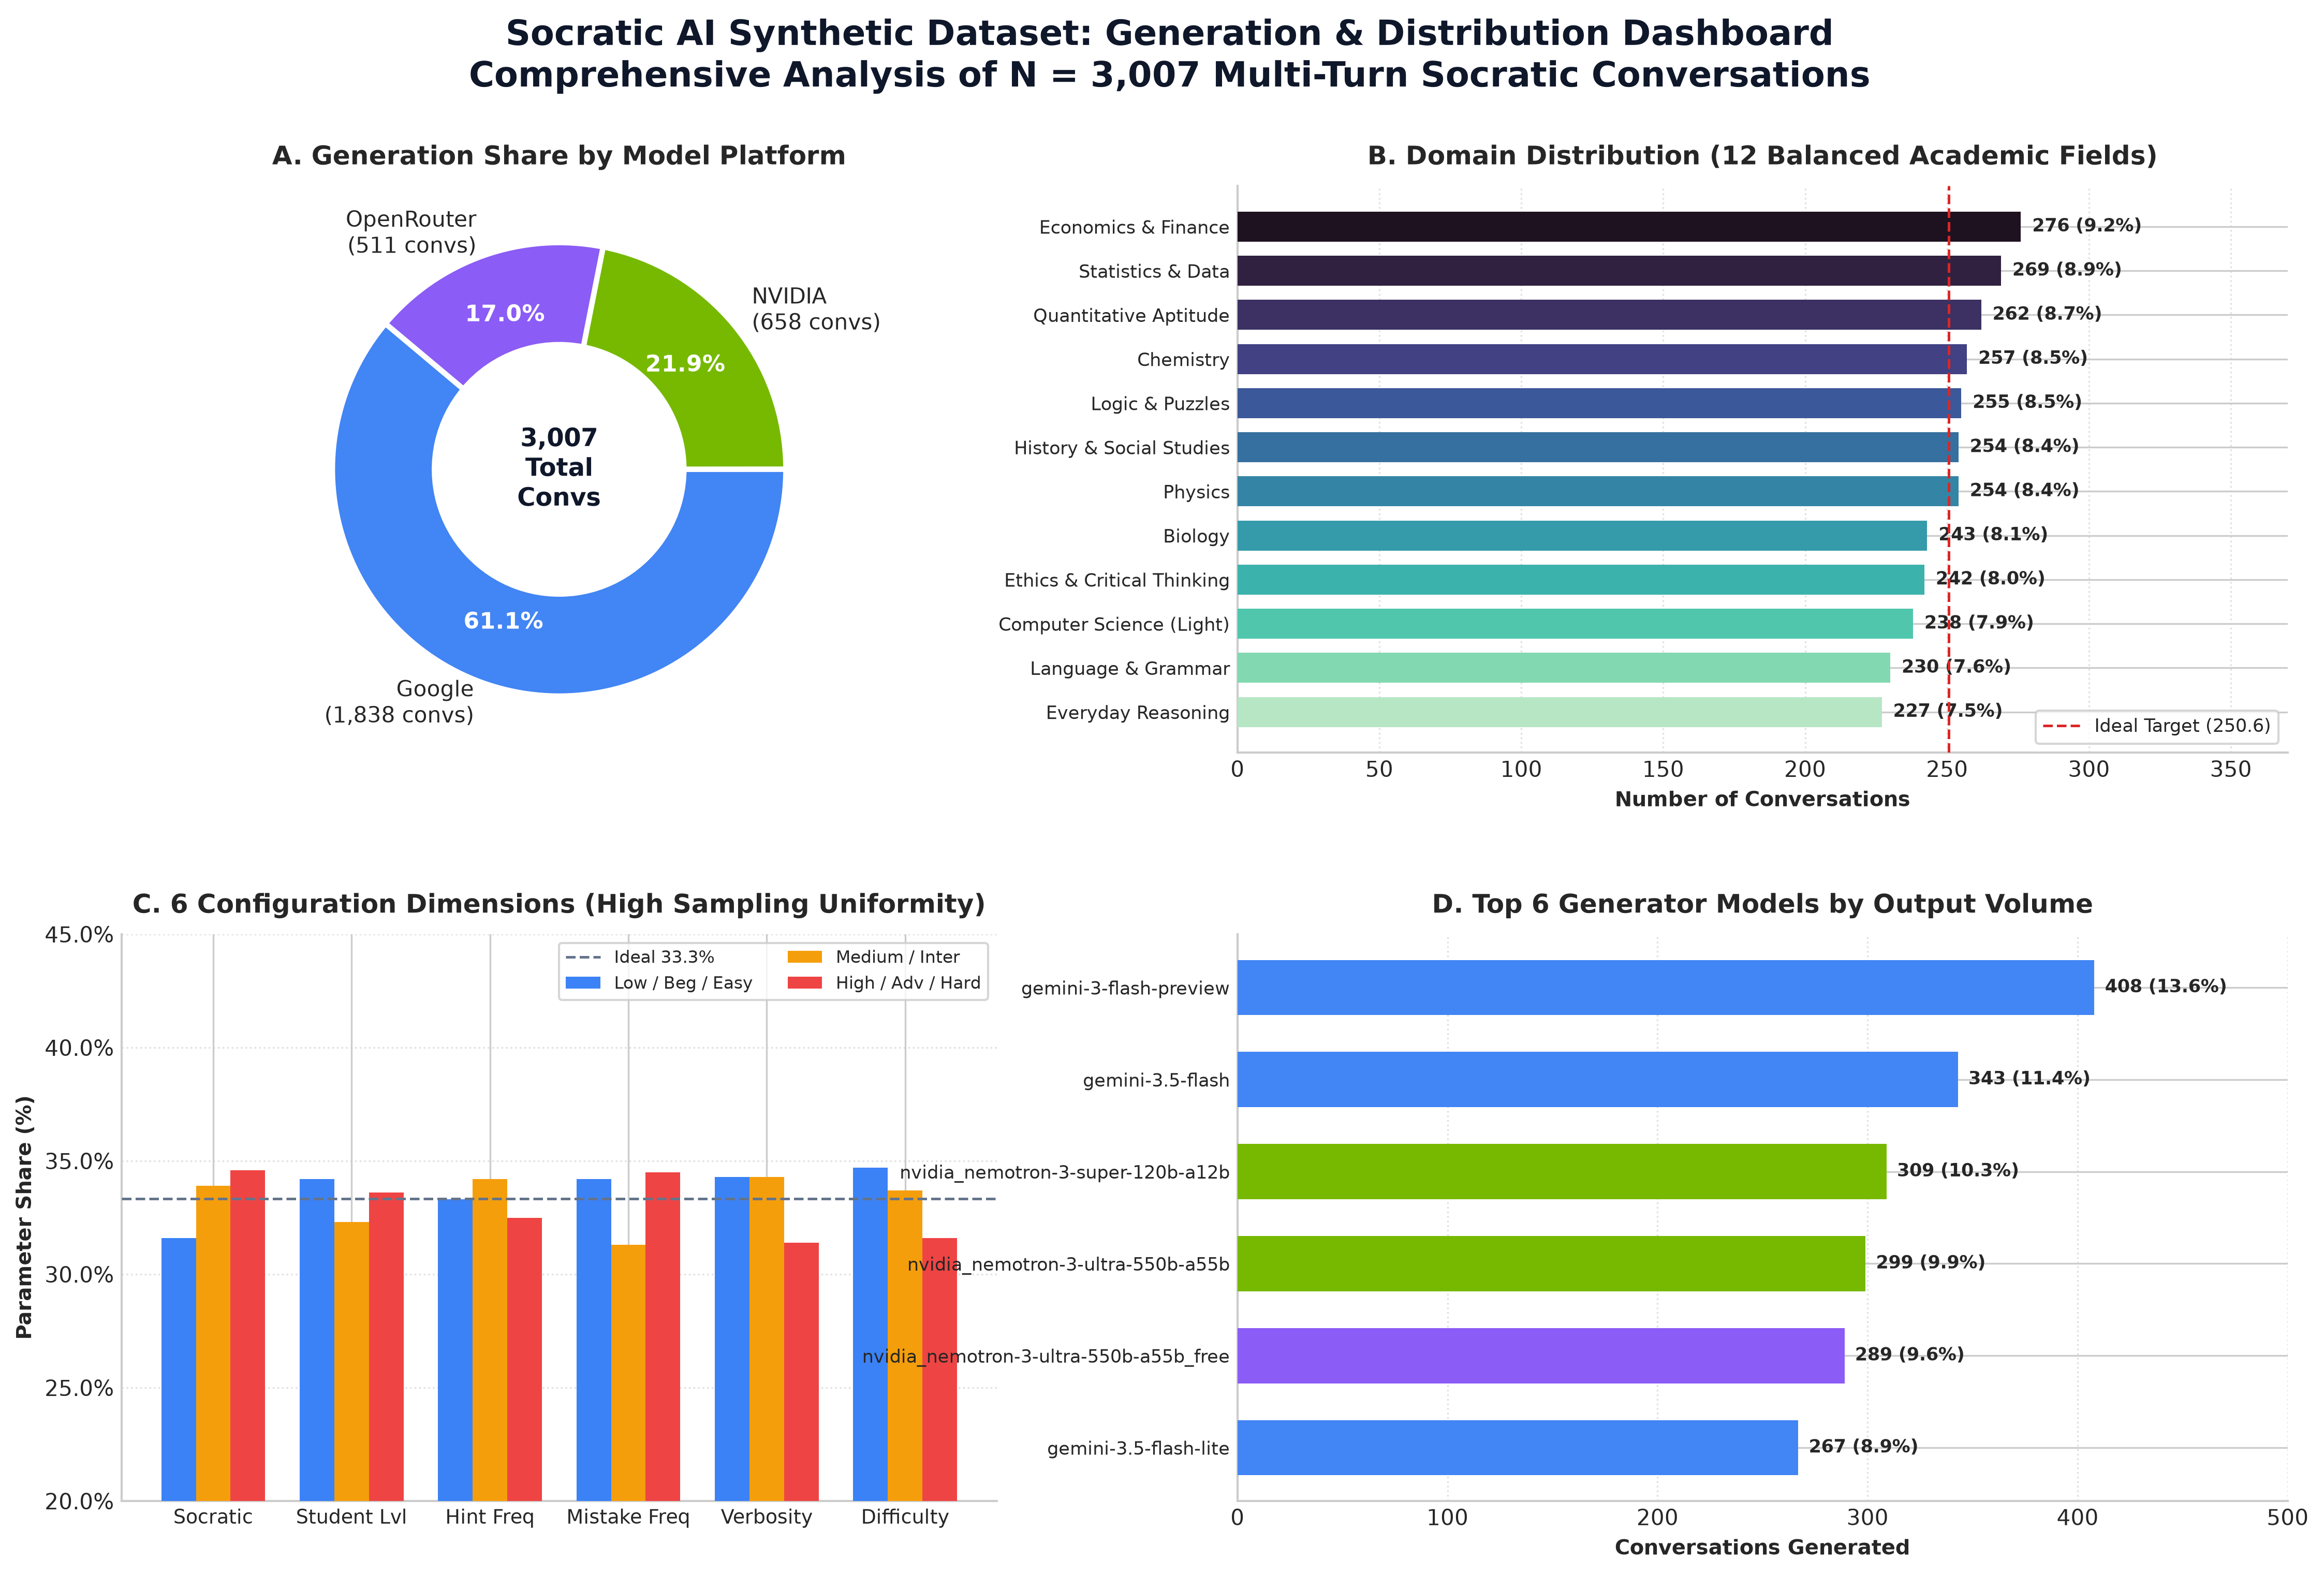 Socratic AI Synthetic Dataset: Generation & Distribution Dashboard
Comprehensive Analysis of N = 3,007 Multi-Turn Socratic Conversations
A. Generation Share by Model Platform
OpenRouter
(511 convs)
17.0%
NVIDIA
(658 convs)
21.9%
3,007
Total
Convs
61.1%
Google
(1,838 convs)
B. Domain Distribution (12 Balanced Academic Fields)
Economics & Finance 276 (9.2%)
Statistics & Data 269 (8.9%)
Quantitative Aptitude 262 (8.7%)
Chemistry 257 (8.5%)
Logic & Puzzles 255 (8.5%)
History & Social Studies 254 (8.4%)
Physics 254 (8.4%)
Biology 243 (8.1%)
Ethics & Critical Thinking 242 (8.0%)
Computer Science (Light) 238 (7.9%)
Language & Grammar 230 (7.6%)
Everyday Reasoning 227 (7.5%)
Ideal Target (250.6)
0 50 100 150 200 250 300 350
Number of Conversations
C. 6 Configuration Dimensions (High Sampling Uniformity)
Ideal 33.3%
Low / Beg / Easy
Medium / Inter
High / Adv / Hard
Parameter Share (%)
45.0%
40.0%
35.0%
30.0%
25.0%
20.0%
Socratic Student Lvl Hint Freq Mistake Freq Verbosity Difficulty
D. Top 6 Generator Models by Output Volume
gemini-3-flash-preview 408 (13.6%)
gemini-3.5-flash 343 (11.4%)
nvidia_nemotron-3-super-120b-a12b 309 (10.3%)
nvidia_nemotron-3-ultra-550b-a55b 299 (9.9%)
nvidia_nemotron-3-ultra-550b-a55b_free 289 (9.6%)
gemini-3.5-flash-lite 267 (8.9%)
0 100 200 300 400 500
Conversations Generated